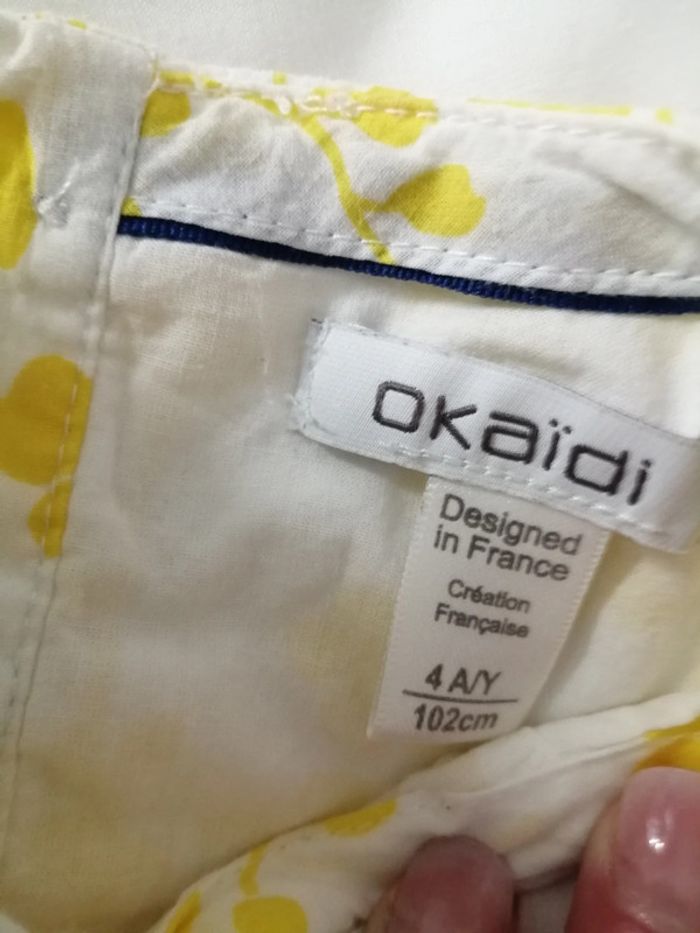 okaïdi
Designed
in France
Création
Française
4 A/Y
102cm